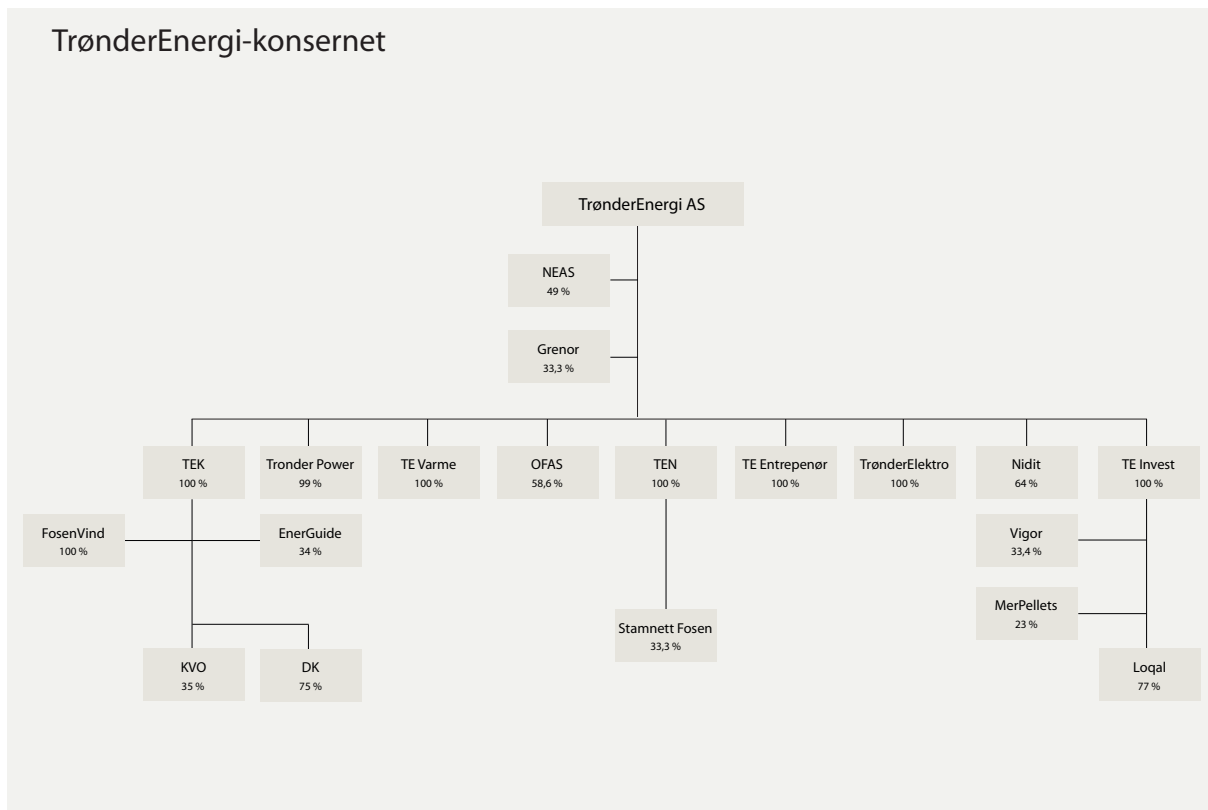 TrønderEnergi-konsernet
TrønderEnergi AS
NEAS
49 %
Grenor
33,3 %
TEK
100 %
Tronder Power
99 %
TE Varme
100 %
OFAS
58,6 %
TEN
100 %
TE Entrepenør
100 %
TrønderElektro
100 %
Nidit
64 %
TE Invest
100 %
FosenVind
100 %
EnerGuide
34 %
Vigor
33,4 %
MerPellets
23 %
Stamnett Fosen
33,3 %
KVO
35 %
DK
75 %
Loqal
77 %